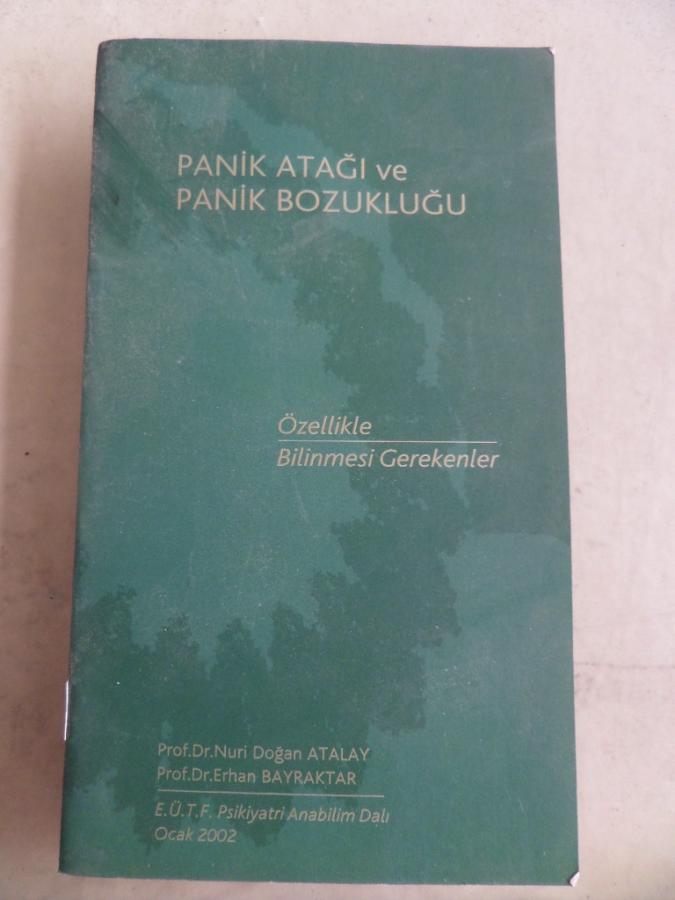 PANİK ATAĞI ve
PANİK BOZUKLUĞU
Özellikle
Bilinmesi Gerekenler
Prof.Dr.Nuri Doğan ATALAY
Prof.Dr.Erhan BAYRAKTAR
E.Ü.T.F. Psikiyatri Anabilim Dalı
Ocak 2002